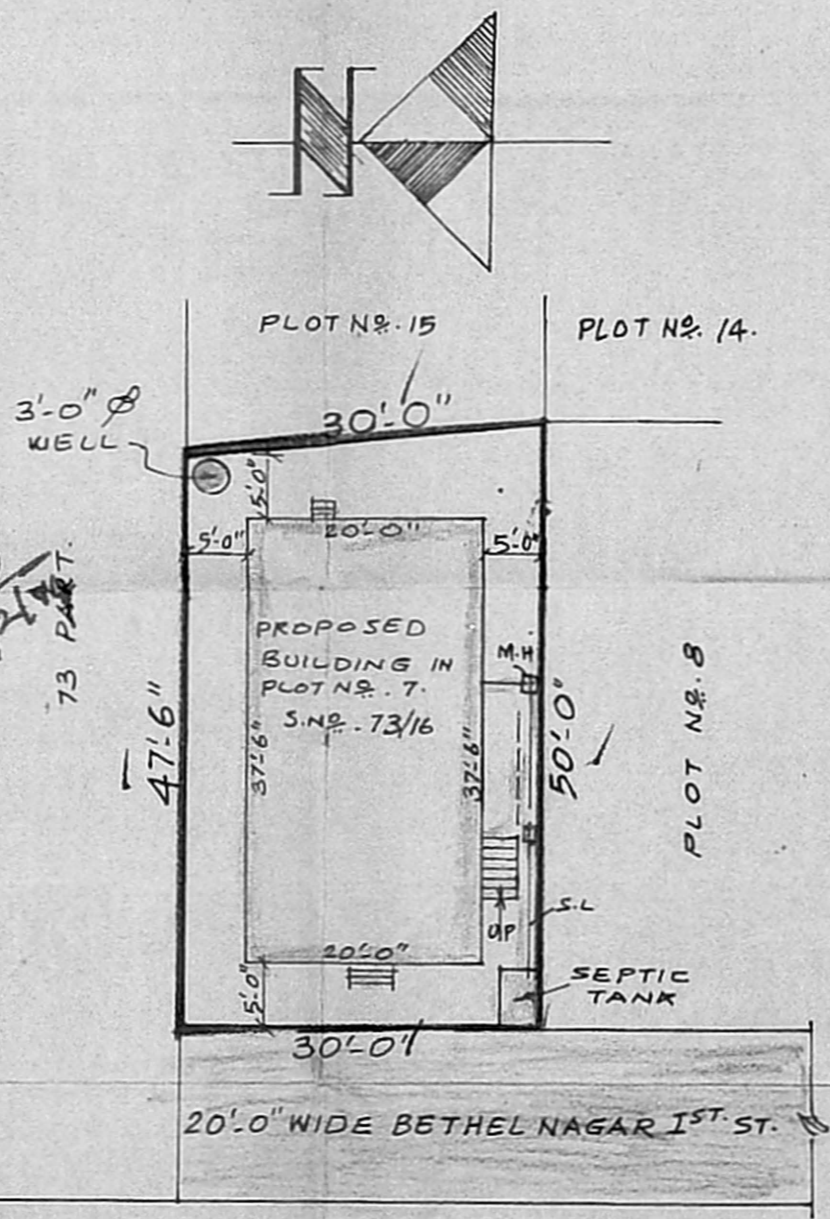 N
PLOT Nº. 15
PLOT Nº. 14.
3'-0" Ø
WELL
30'-0"
5'-0"
20'-0"
5'-0"
5'-0"
73 PART.
PROPOSED
BUILDING IN
PLOT Nº. 7.
S.Nº. 73/16
M.H
47'-6"
37'-6"
37'-6"
50'-0"
PLOT Nº. 8
UP
S.L
20'-0"
5'-0"
SEPTIC
TANK
30'-0'
20'-0" WIDE BETHEL NAGAR IST. ST.